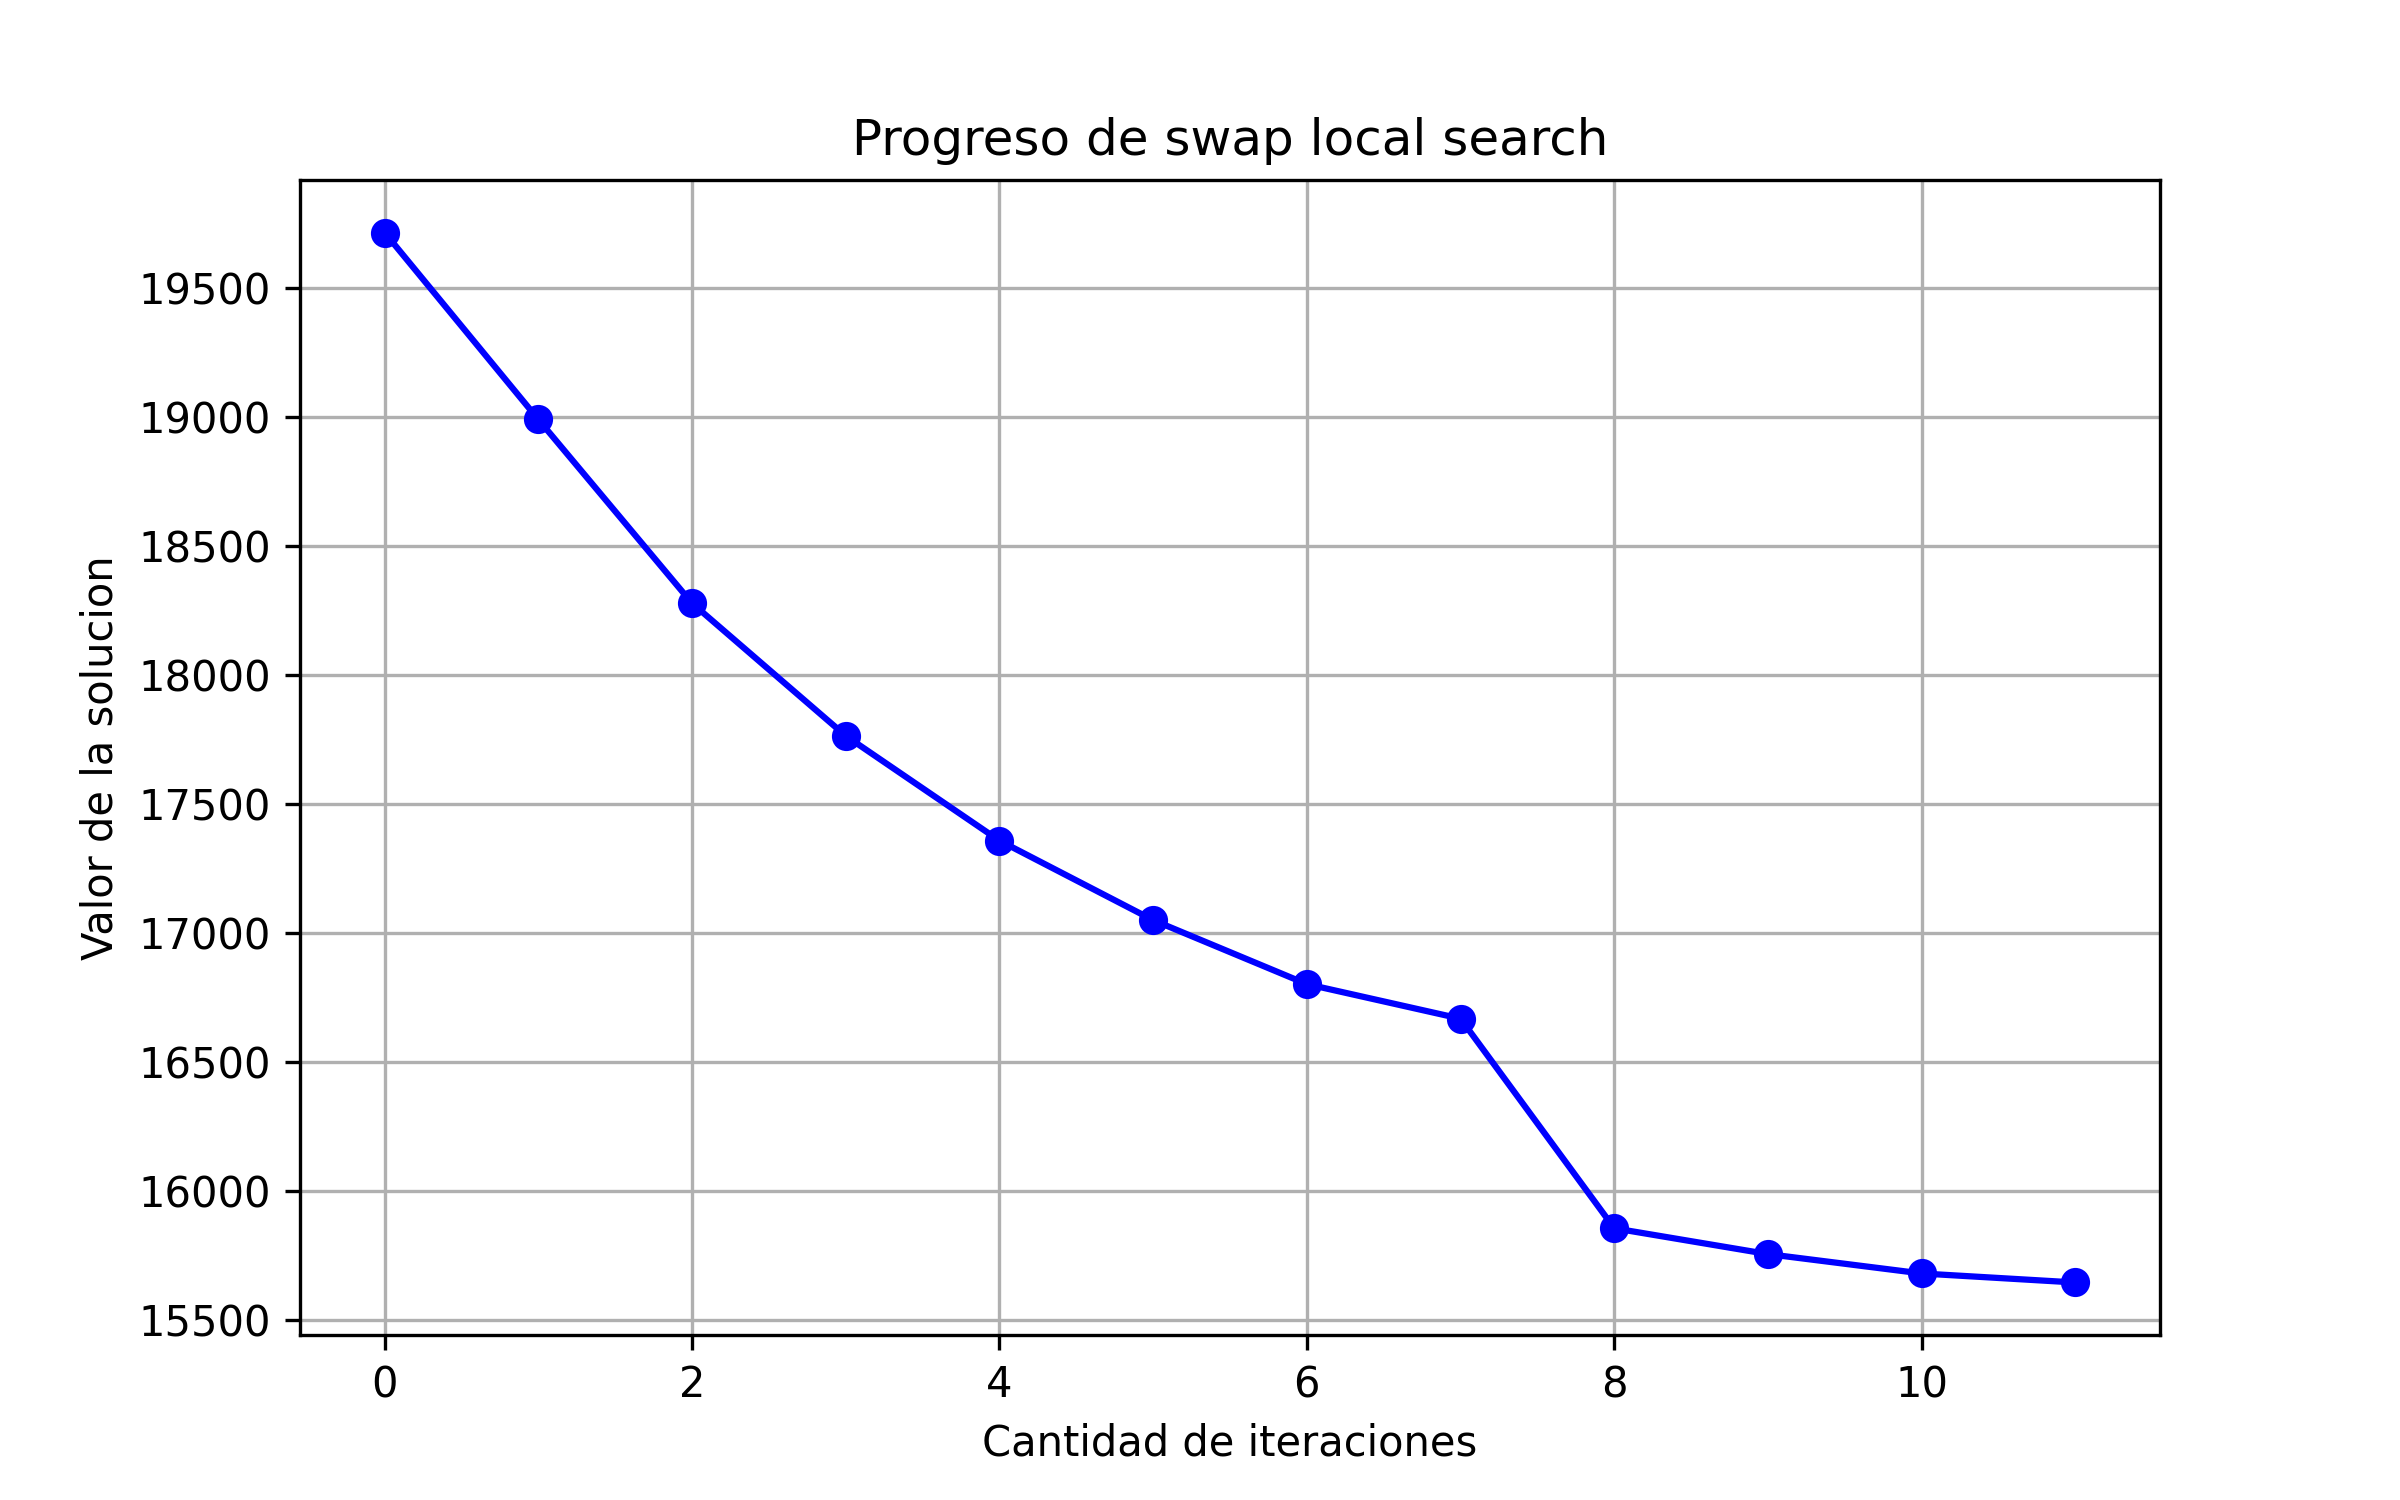 Progreso de swap local search
Valor de la solucion
19500
19000
18500
18000
17500
17000
16500
16000
15500
0 2 4 6 8 10
Cantidad de iteraciones